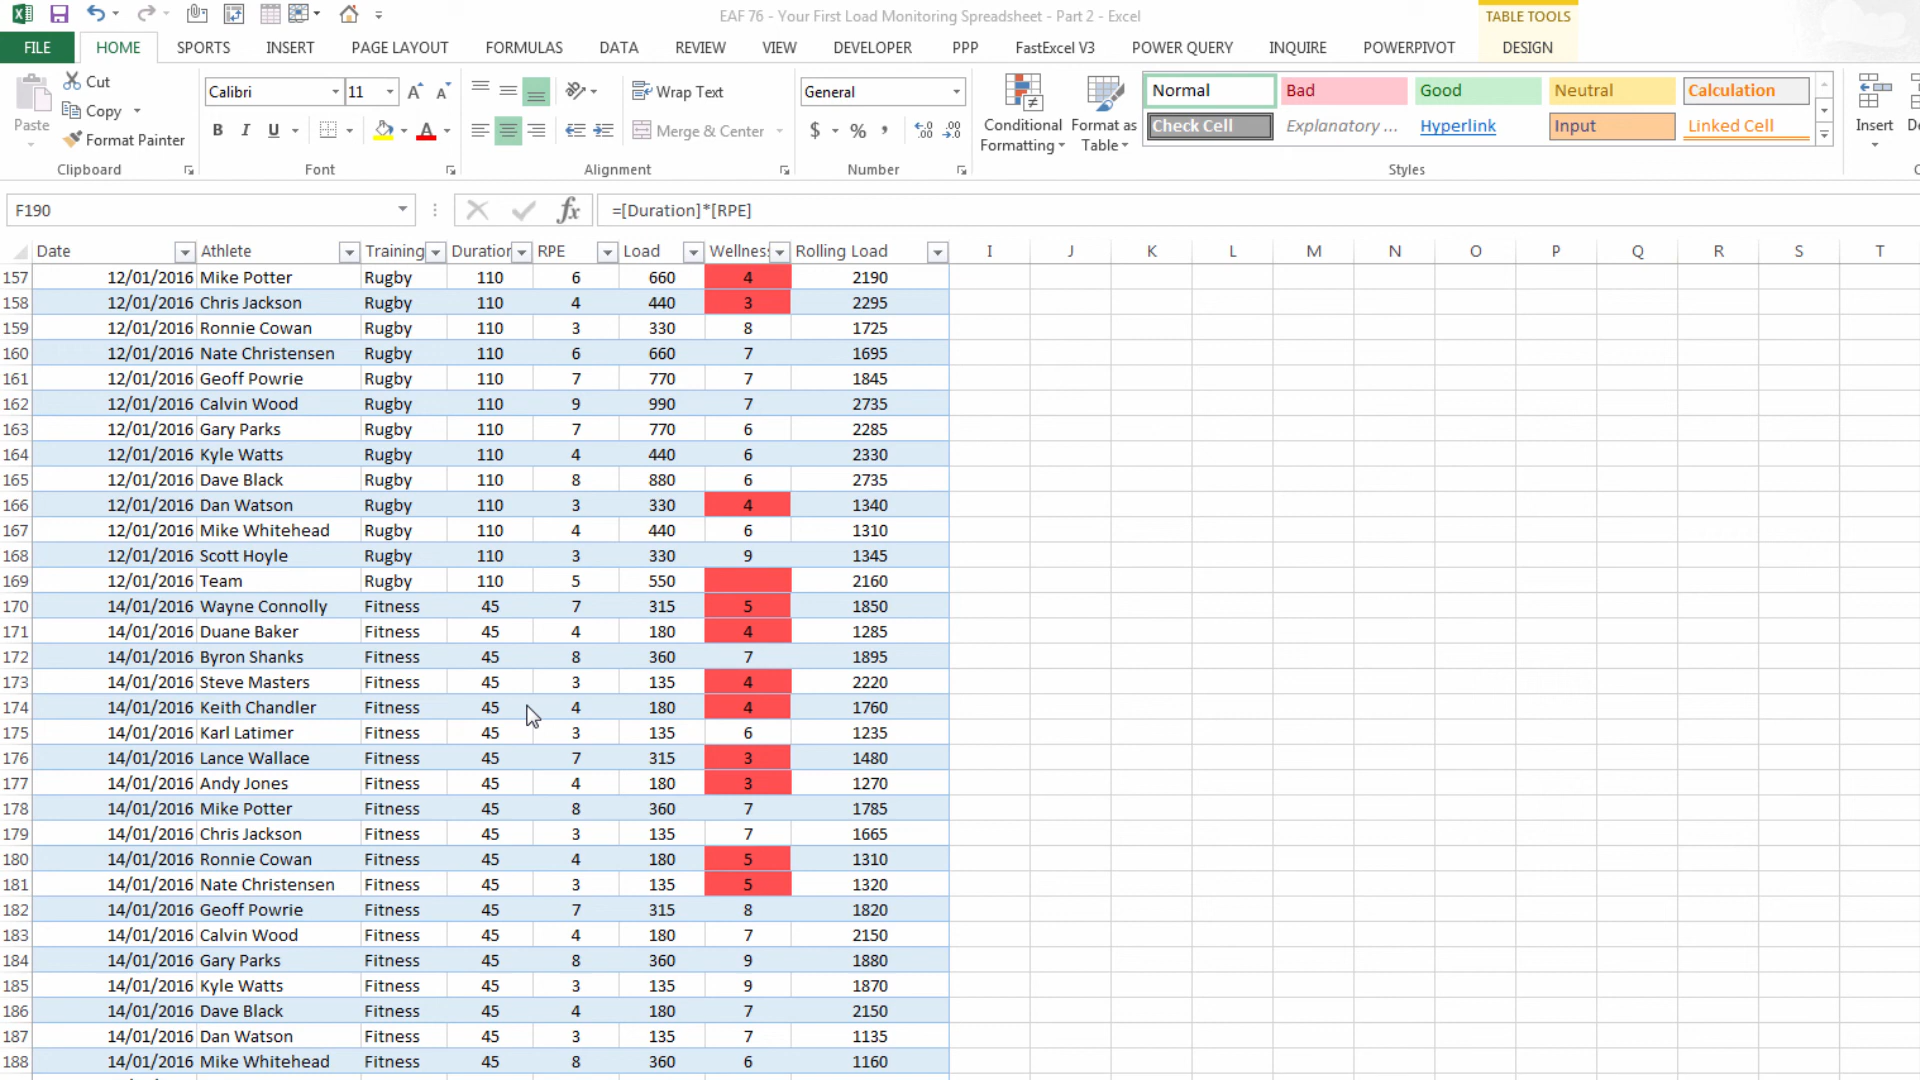 EAF 76 - Your First Load Monitoring Spreadsheet - Part 2 - Excel
TABLE TOOLS
FILE HOME SPORTS INSERT PAGE LAYOUT FORMULAS DATA REVIEW VIEW DEVELOPER PPP FastExcel V3 POWER QUERY INQUIRE POWERPIVOT DESIGN
Paste
Cut
Copy
Format Painter
Clipboard
Calibri 11
B I U
Font
Wrap Text
Merge & Center
Alignment
General
$ % ,
Number
Conditional Formatting
Format as Table
Normal Bad Good Neutral Calculation
Check Cell Explanatory ... Hyperlink Input Linked Cell
Styles
Insert
F190 fx =[Duration]*[RPE]
Date Athlete Training Duration RPE Load Wellness Rolling Load I J K L M N O P Q R S T
157 12/01/2016 Mike Potter Rugby 110 6 660 4 2190
158 12/01/2016 Chris Jackson Rugby 110 4 440 3 2295
159 12/01/2016 Ronnie Cowan Rugby 110 3 330 8 1725
160 12/01/2016 Nate Christensen Rugby 110 6 660 7 1695
161 12/01/2016 Geoff Powrie Rugby 110 7 770 7 1845
162 12/01/2016 Calvin Wood Rugby 110 9 990 7 2735
163 12/01/2016 Gary Parks Rugby 110 7 770 6 2285
164 12/01/2016 Kyle Watts Rugby 110 4 440 6 2330
165 12/01/2016 Dave Black Rugby 110 8 880 6 2735
166 12/01/2016 Dan Watson Rugby 110 3 330 4 1340
167 12/01/2016 Mike Whitehead Rugby 110 4 440 6 1310
168 12/01/2016 Scott Hoyle Rugby 110 3 330 9 1345
169 12/01/2016 Team Rugby 110 5 550 2160
170 14/01/2016 Wayne Connolly Fitness 45 7 315 5 1850
171 14/01/2016 Duane Baker Fitness 45 4 180 4 1285
172 14/01/2016 Byron Shanks Fitness 45 8 360 7 1895
173 14/01/2016 Steve Masters Fitness 45 3 135 4 2220
174 14/01/2016 Keith Chandler Fitness 45 4 180 4 1760
175 14/01/2016 Karl Latimer Fitness 45 3 135 6 1235
176 14/01/2016 Lance Wallace Fitness 45 7 315 3 1480
177 14/01/2016 Andy Jones Fitness 45 4 180 3 1270
178 14/01/2016 Mike Potter Fitness 45 8 360 7 1785
179 14/01/2016 Chris Jackson Fitness 45 3 135 7 1665
180 14/01/2016 Ronnie Cowan Fitness 45 4 180 5 1310
181 14/01/2016 Nate Christensen Fitness 45 3 135 5 1320
182 14/01/2016 Geoff Powrie Fitness 45 7 315 8 1820
183 14/01/2016 Calvin Wood Fitness 45 4 180 7 2150
184 14/01/2016 Gary Parks Fitness 45 8 360 9 1880
185 14/01/2016 Kyle Watts Fitness 45 3 135 9 1870
186 14/01/2016 Dave Black Fitness 45 4 180 7 2150
187 14/01/2016 Dan Watson Fitness 45 3 135 7 1135
188 14/01/2016 Mike Whitehead Fitness 45 8 360 6 1160